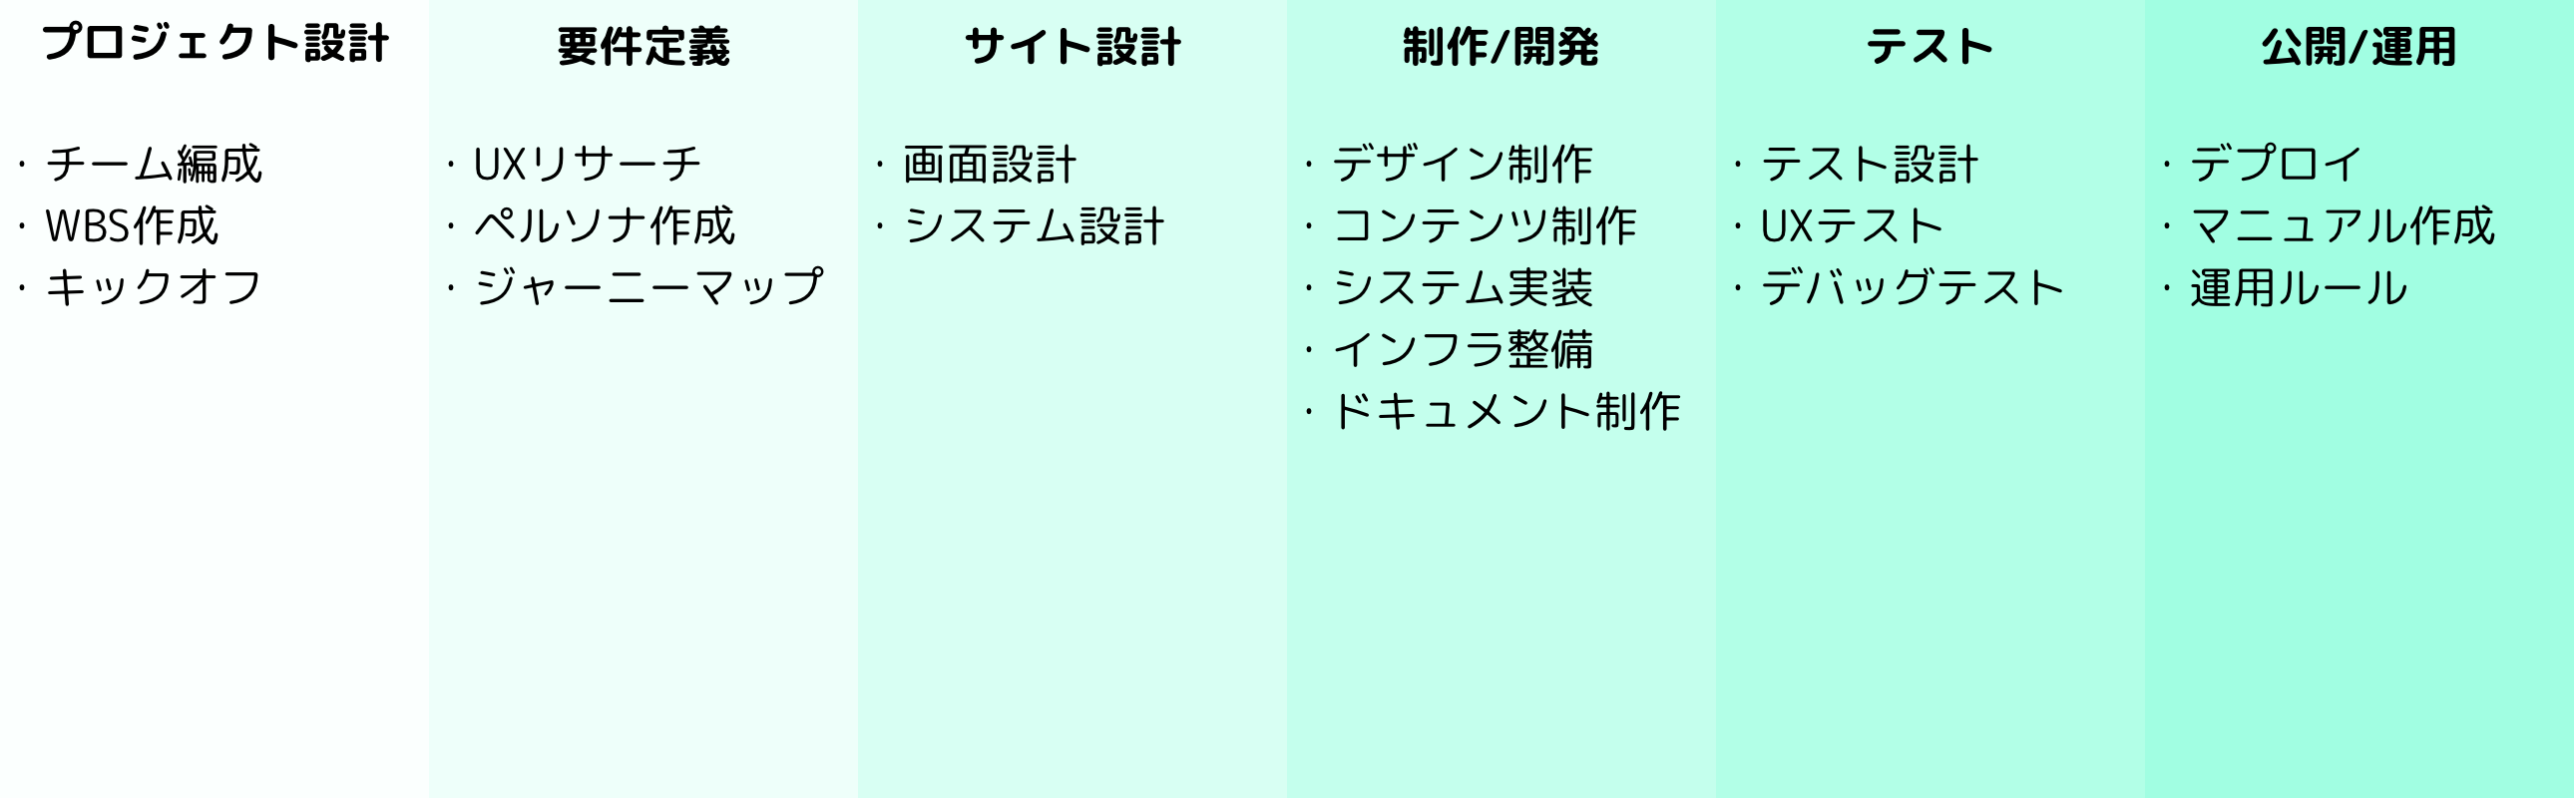 プロジェクト設計
・チーム編成
・WBS作成
・キックオフ
要件定義
・UXリサーチ
・ペルソナ作成
・ジャーニーマップ
サイト設計
・画面設計
・システム設計
制作/開発
・デザイン制作
・コンテンツ制作
・システム実装
・インフラ整備
・ドキュメント制作
テスト
・テスト設計
・UXテスト
・デバッグテスト
公開/運用
・デプロイ
・マニュアル作成
・運用ルール